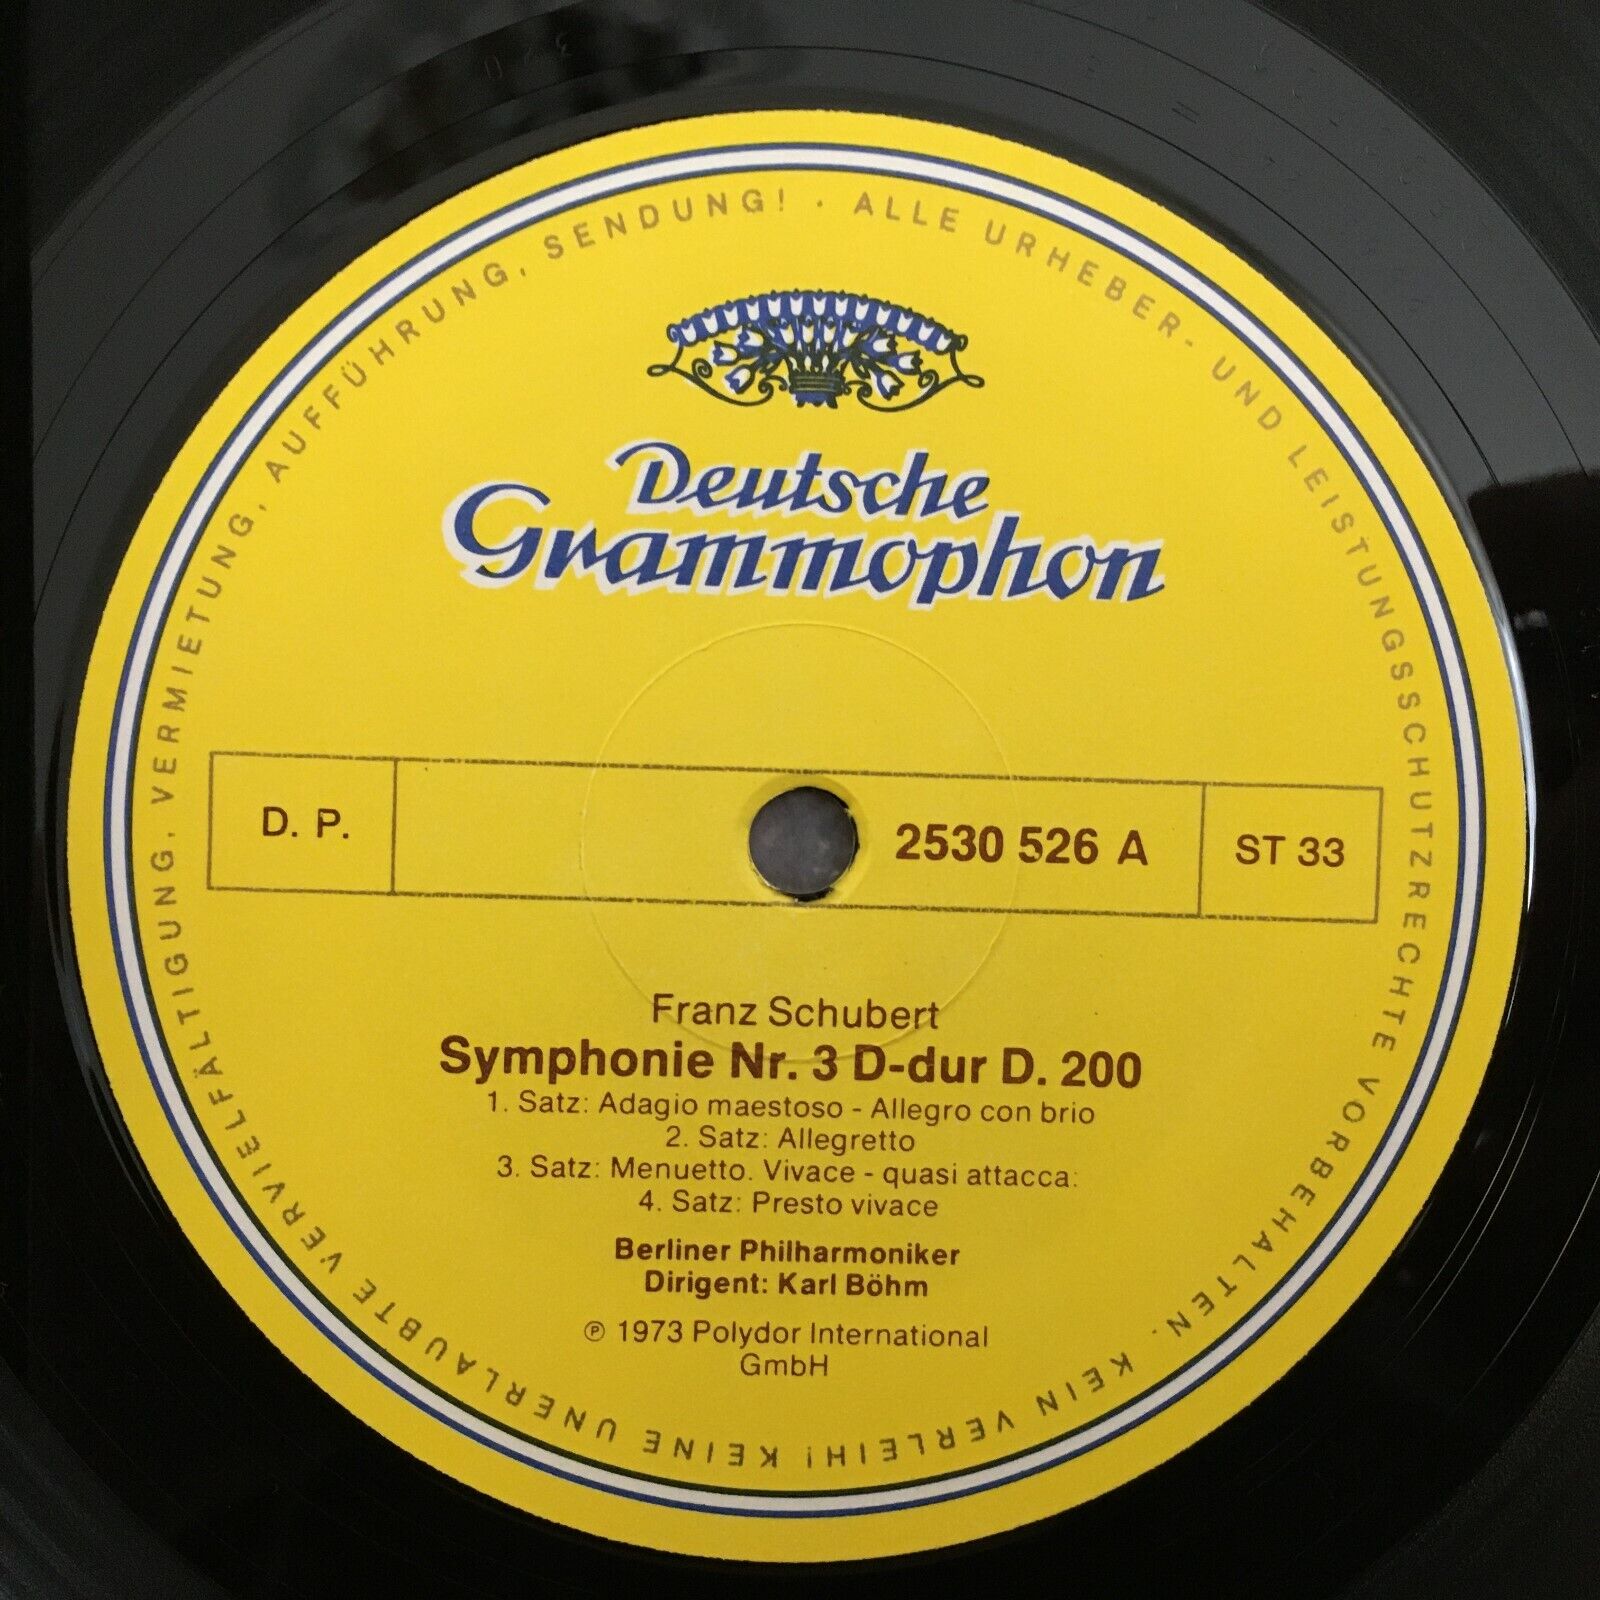 Deutsche
Grammophon
D. P.
2530 526 A
ST 33
Franz Schubert
Symphonie Nr. 3 D-dur D. 200
1. Satz: Adagio maestoso - Allegro con brio
2. Satz: Allegretto
3. Satz: Menuetto. Vivace - quasi attacca:
4. Satz: Presto vivace
Berliner Philharmoniker
Dirigent: Karl Böhm
℗ 1973 Polydor International
GmbH
ALLE URHEBER- UND LEISTUNGSSCHUTZRECHTE VORBEHALTEN. KEIN VERLEIH! KEINE UNERLAUBTE VERVIELFÄLTIGUNG, VERMIETUNG, AUFFÜHRUNG, SENDUNG! ·